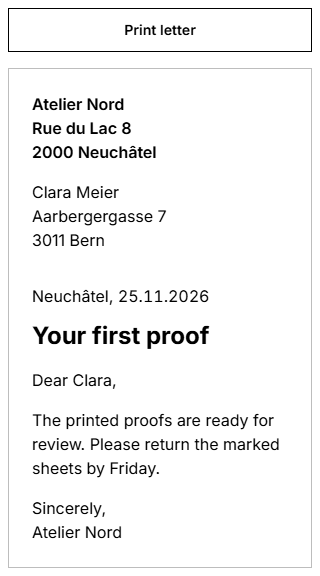 Print letter
Atelier Nord
Rue du Lac 8
2000 Neuchâtel
Clara Meier
Aarbergergasse 7
3011 Bern
Neuchâtel, 25.11.2026
Your first proof
Dear Clara,
The printed proofs are ready for
review. Please return the marked
sheets by Friday.
Sincerely,
Atelier Nord